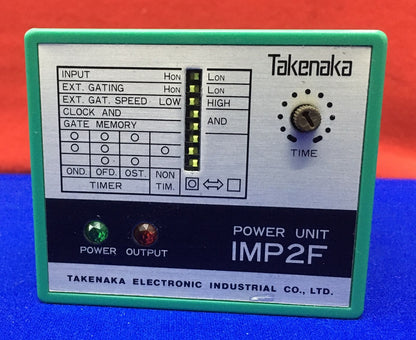 Takenaka
INPUT HON LON
EXT. GATING HON LON
EXT. GAT. SPEED LOW HIGH
CLOCK AND
GATE MEMORY AND
OND. OFD. OST. NON
TIMER TIM.
TIME
POWER OUTPUT
POWER UNIT
IMP2F
TAKENAKA ELECTRONIC INDUSTRIAL CO., LTD.